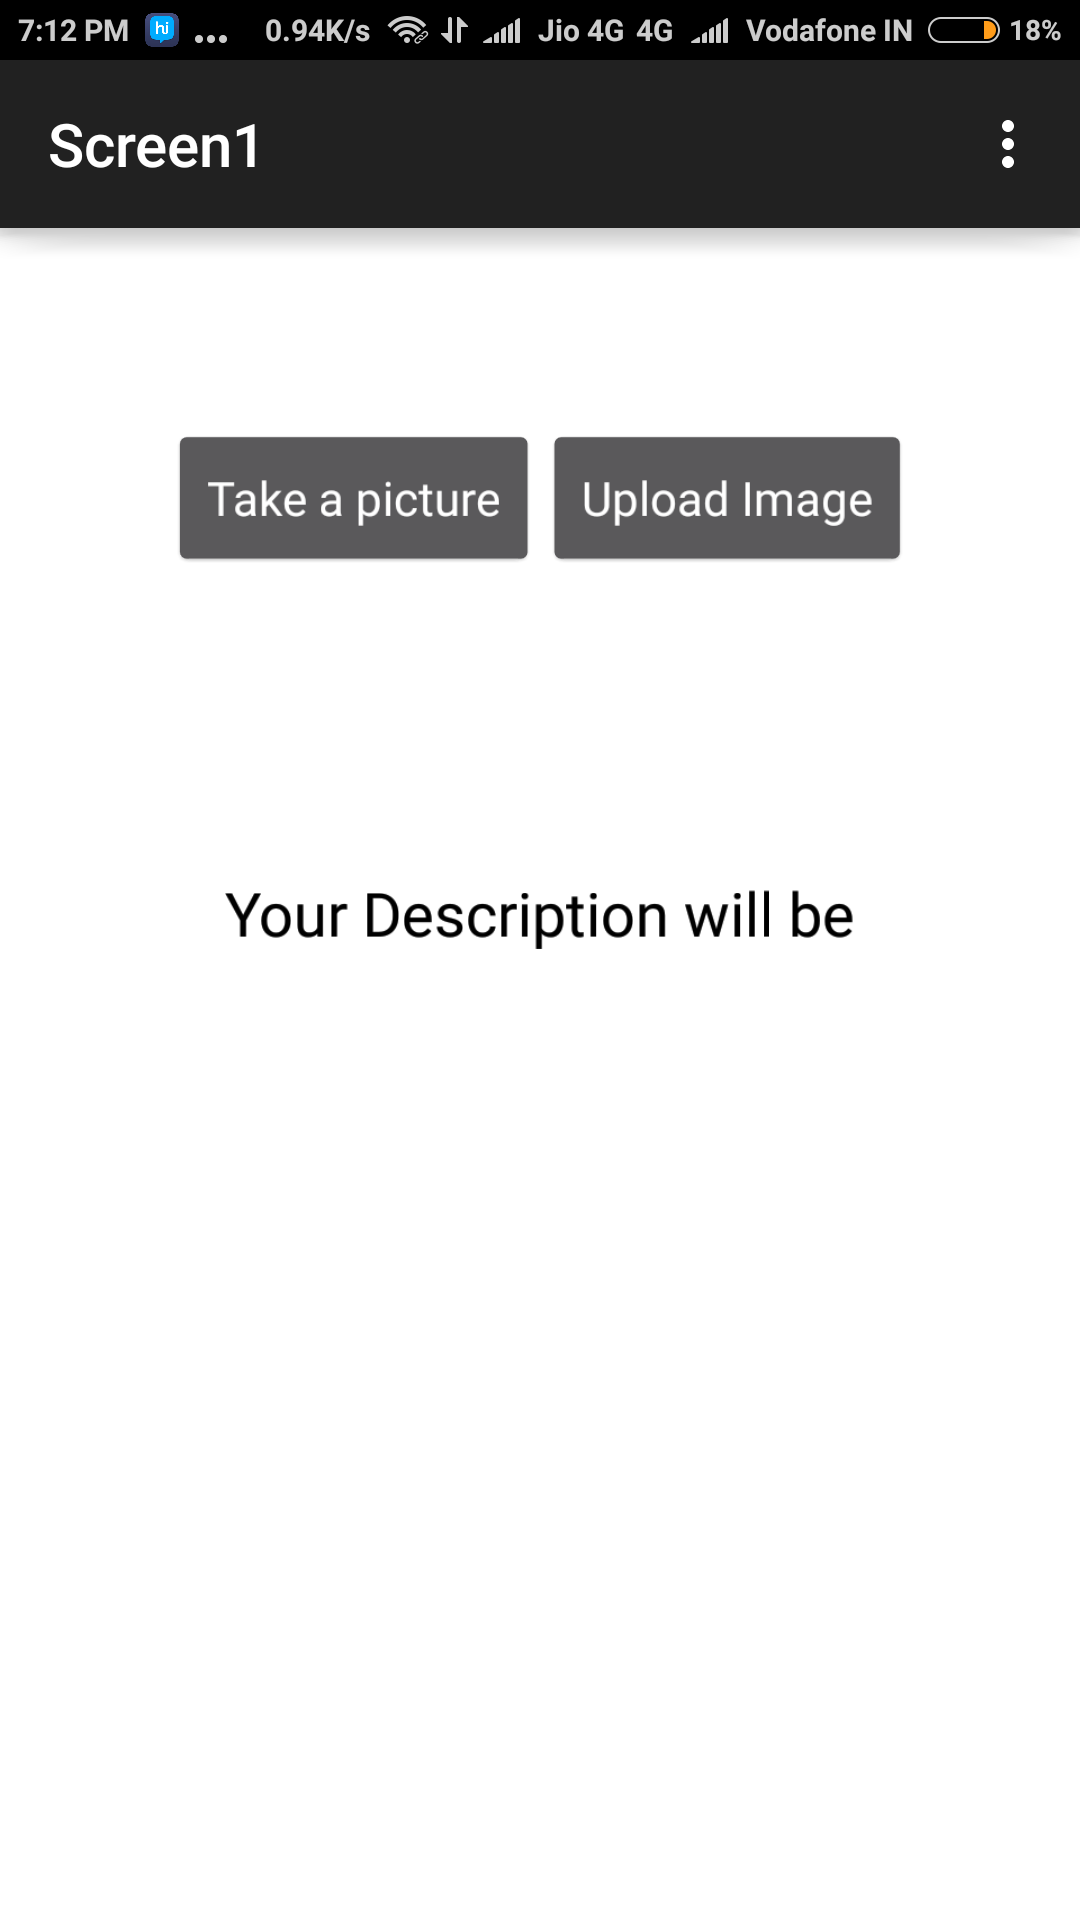 7:12 PM hi ... 0.94K/s Jio 4G 4G Vodafone IN 18%
Screen1
Take a picture Upload Image
Your Description will be